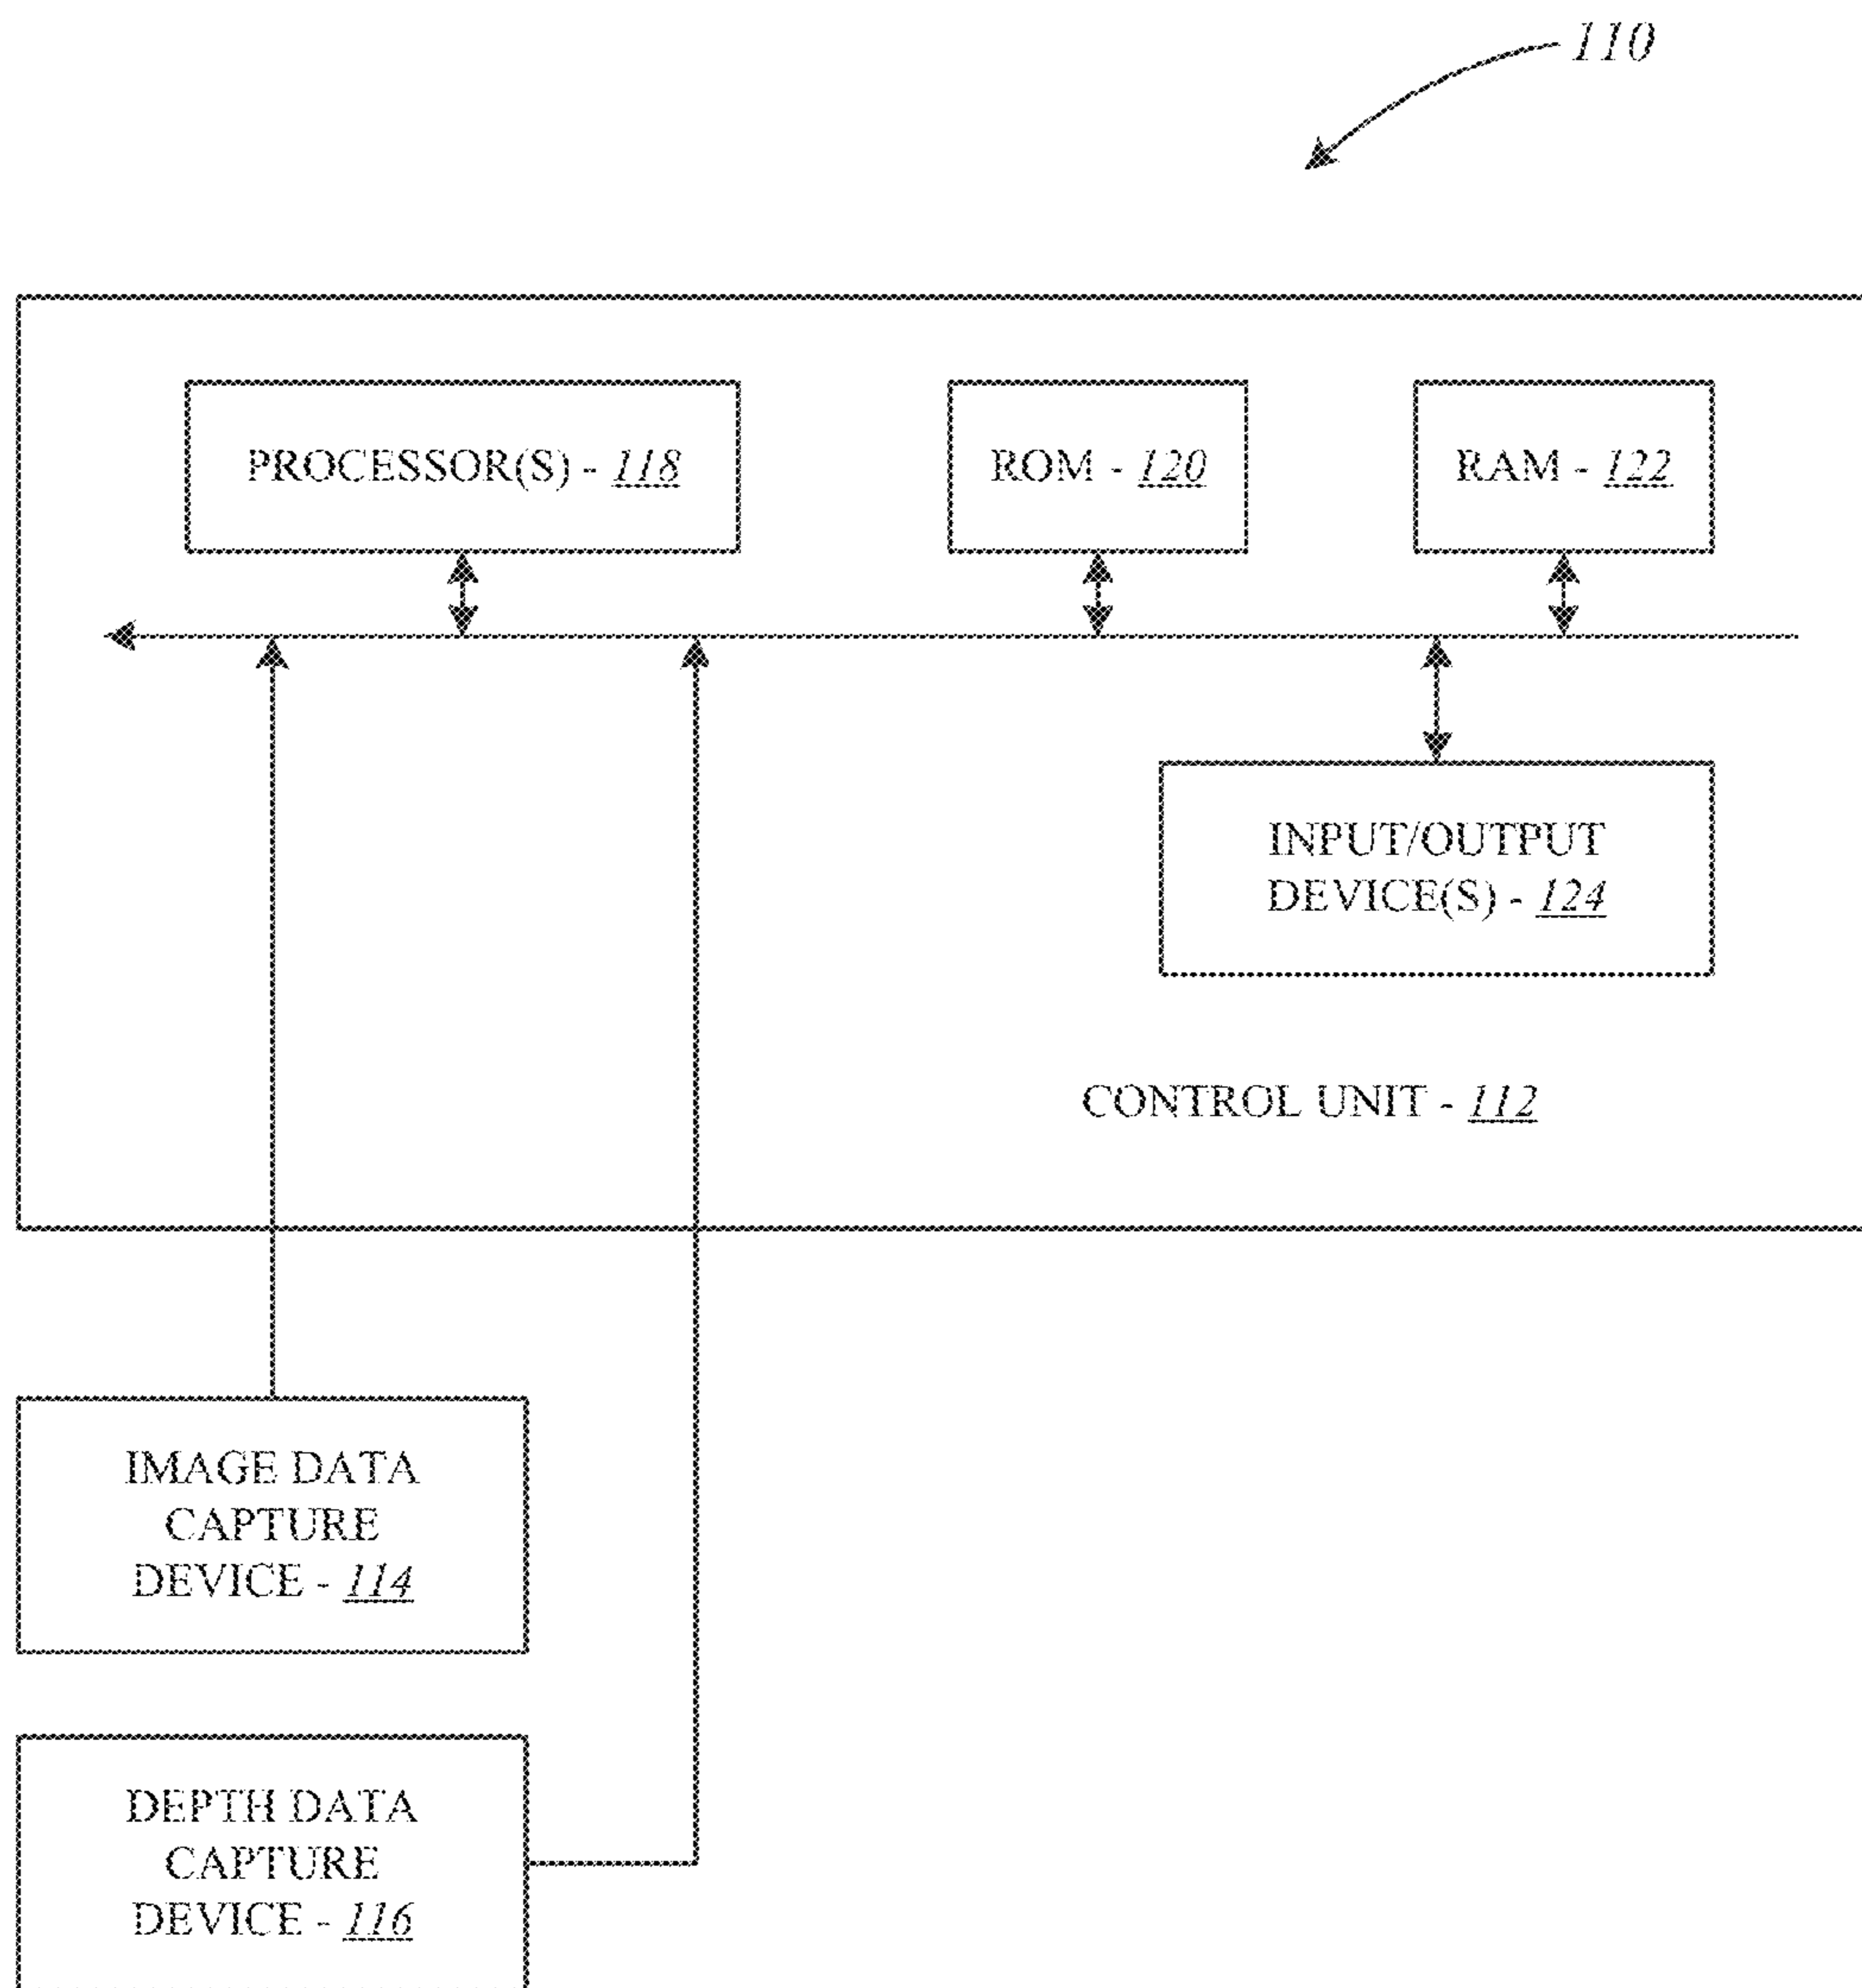 110
PROCESSOR(S) - 118
ROM - 120
RAM - 122
INPUT/OUTPUT
DEVICE(S) - 124
CONTROL UNIT - 112
IMAGE DATA
CAPTURE
DEVICE - 114
DEPTH DATA
CAPTURE
DEVICE - 116